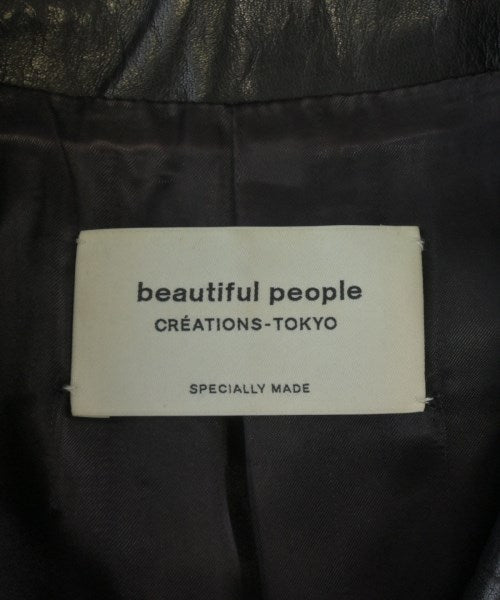 beautiful people
CRÉATIONS-TOKYO
SPECIALLY MADE